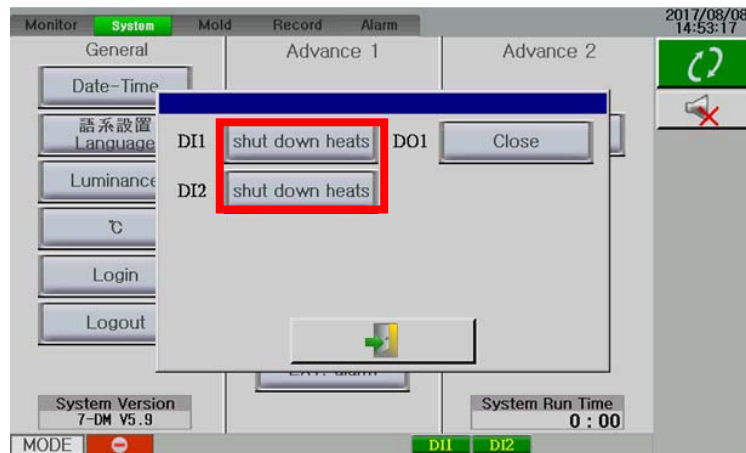 Monitor System Mold Record Alarm
2017/08/08
14:53:17
General
Advance 1
Advance 2
Date-Time
語系設置
Language
Luminance
℃
Login
Logout
DI1 shut down heats DO1 Close
DI2 shut down heats
System Version
7-DM V5.9
System Run Time
0:00
MODE
DI1 DI2